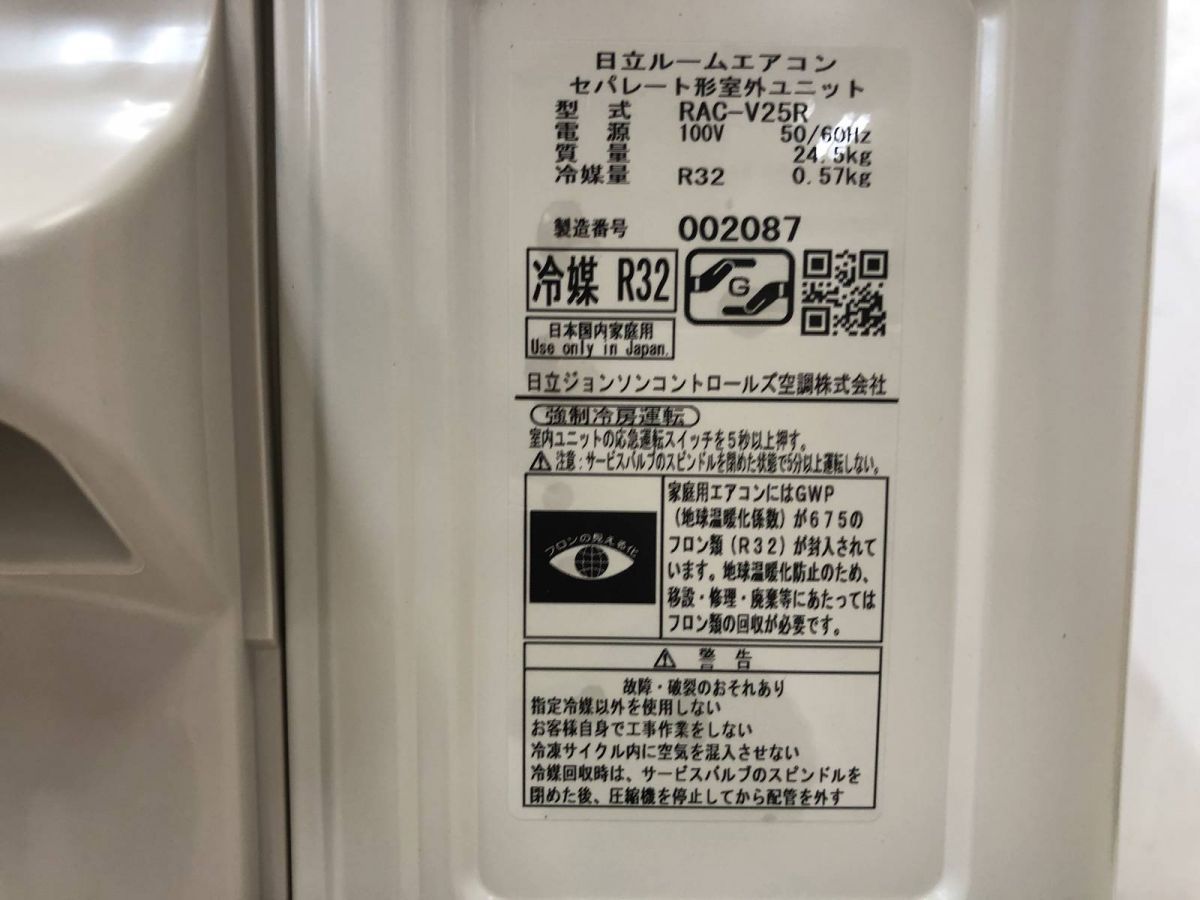 日立ルームエアコン
セパレート形室外ユニット
型 式 RAC-V25R
電 源 100V 50/60Hz
質 量 24.5kg
冷媒量 R32 0.57kg
製造番号 002087
冷媒 R32
G
日本国内家庭用
Use only in Japan.
日立ジョンソンコントロールズ空調株式会社
強制冷房運転
室内ユニットの応急運転スイッチを5秒以上押す。
注意:サービスバルブのスピンドルを閉めた状態で5分以上運転しない。
フロンの見える化
家庭用エアコンにはGWP
(地球温暖化係数)が675の
フロン類(R32)が封入されて
います。地球温暖化防止のため、
移設・修理・廃棄等にあたっては
フロン類の回収が必要です。
警 告
故障・破裂のおそれあり
指定冷媒以外を使用しない
お客様自身で工事作業をしない
冷凍サイクル内に空気を混入させない
冷媒回収時は、サービスバルブのスピンドルを
閉めた後、圧縮機を停止してから配管を外す